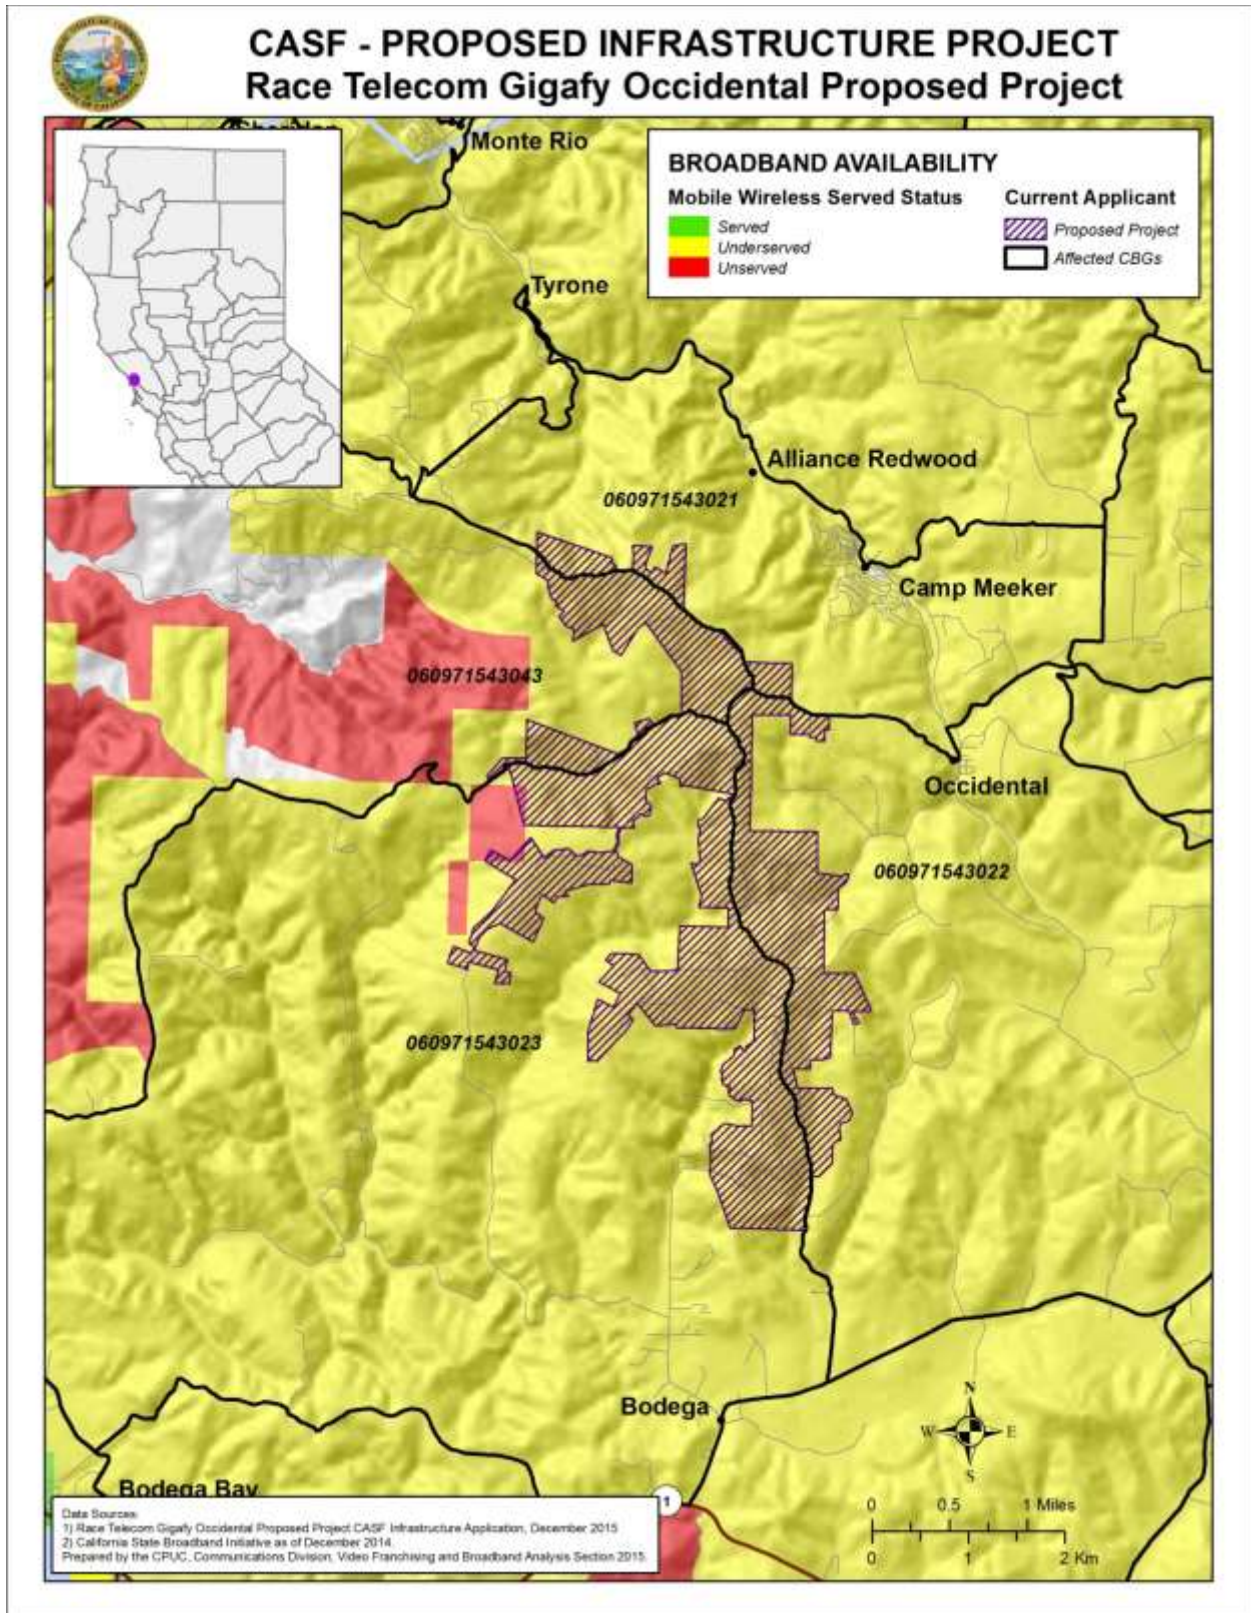 CASF - PROPOSED INFRASTRUCTURE PROJECT
Race Telecom Gigafy Occidental Proposed Project
Monte Rio
BROADBAND AVAILABILITY
Mobile Wireless Served Status
Served
Underserved
Unserved
Current Applicant
Proposed Project
Affected CBGs
Tyrone
Alliance Redwood
060971543021
Camp Meeker
060971543043
Occidental
060971543022
060971543023
Bodega
N
W E
S
Bodega Bay
1
0 0.5 1 Miles
0 1 2 Km
Data Sources:
1) Race Telecom Gigafy Occidental Proposed Project CASF Infrastructure Application, December 2015
2) California State Broadband Initiative as of December 2014.
Prepared by the CPUC, Communications Division, Video Franchising and Broadband Analysis Section 2015.